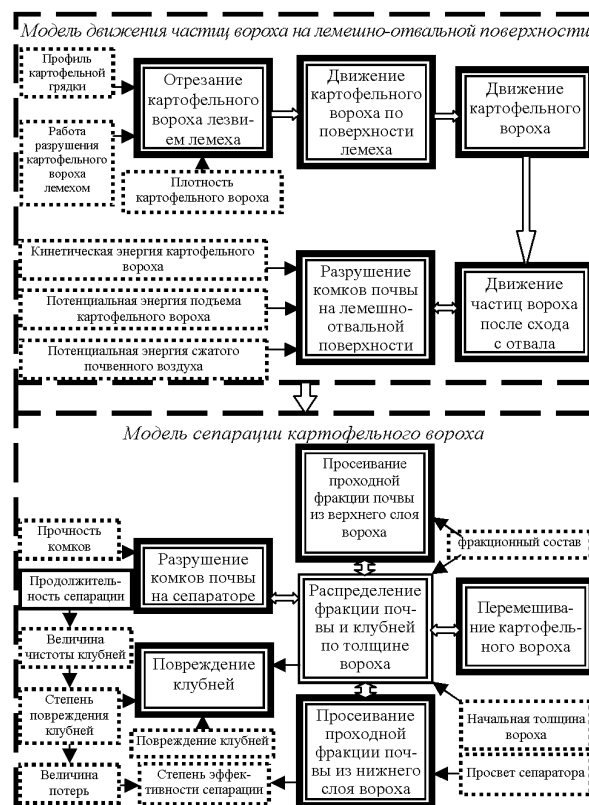 Модель движения частиц вороха на лемешно-отвальной поверхности
Профиль
картофельной
грядки
Работа
разрушения
картофельного
вороха
лемехом
Отрезание
картофельного
вороха лезви-
ем лемеха
Плотность
картофельного вороха
Движение
картофельного
вороха по
поверхности
лемеха
Движение
картофельного
вороха
Кинетическая энергия картофельного
вороха
Потенциальная энергия подъема
картофельного вороха
Потенциальная энергия сжатого
почвенного воздуха
Разрушение
комков почвы
на лемешно-
отвальной
поверхности
Движение
частиц вороха
после схода
с отвала
Модель сепарации картофельного вороха
Просеивание
проходной
фракции почвы
из верхнего слоя
вороха
Прочность
комков
Разрушение
комков почвы
на сепараторе
фракционный состав
Продолжитель-
ность сепарации
Распределение
фракции поч-
вы и клубней
по толщине
вороха
Перемешива-
ние картофель-
ного вороха
Величина
чистоты клубней
Повреждение
клубней
Степень
повреждения
клубней
Повреждение клубней
Просеивание
проходной
фракции поч-
вы из нижнего
слоя вороха
Начальная толщина
вороха
Просвет сепаратора
Величина
потерь
Степень эффек-
тивности сепарации